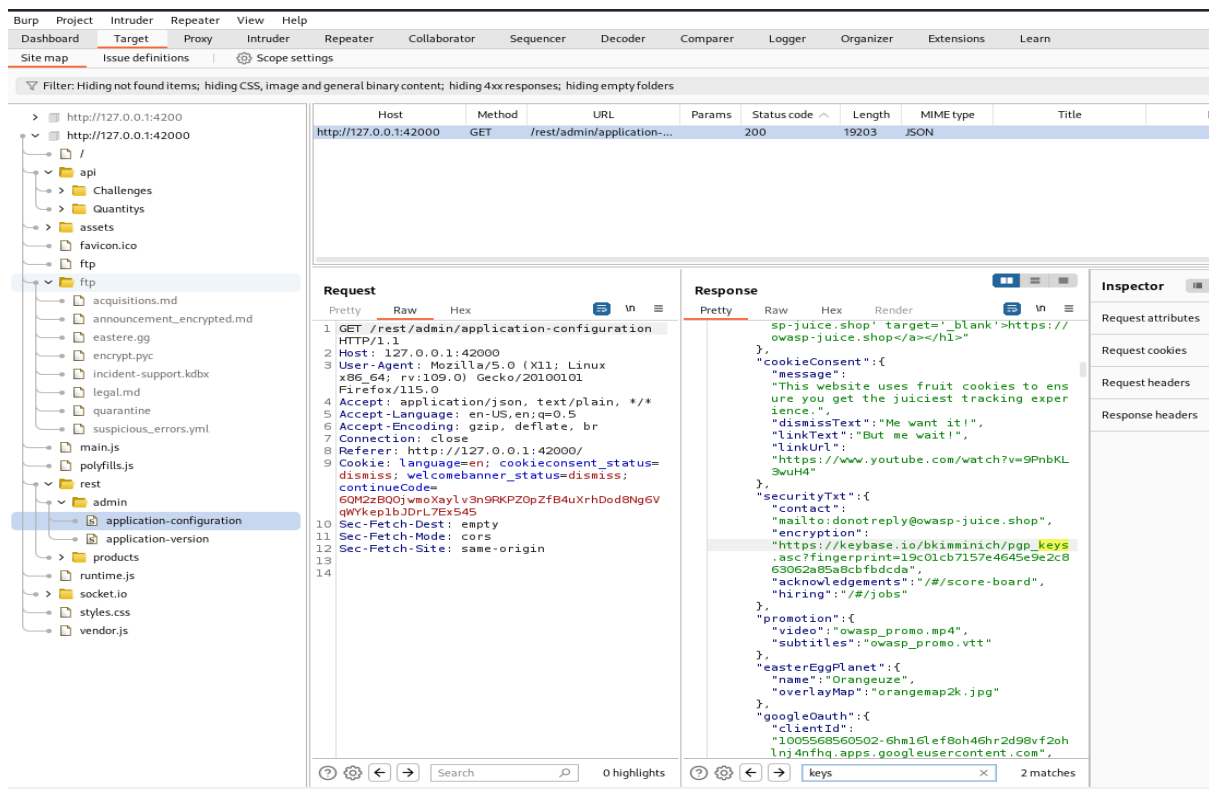 Burp Project Intruder Repeater View Help
Dashboard Target Proxy Intruder Repeater Collaborator Sequencer Decoder Comparer Logger Organizer Extensions Learn
Site map Issue definitions Scope settings
Filter: Hiding not found items; hiding CSS, image and general binary content; hiding 4xx responses; hiding empty folders
http://127.0.0.1:4200
http://127.0.0.1:42000
/
api
Challenges
Quantitys
assets
favicon.ico
ftp
ftp
acquisitions.md
announcement_encrypted.md
eastere.gg
encrypt.pyc
incident-support.kdbx
legal.md
quarantine
suspicious_errors.yml
main.js
polyfills.js
rest
admin
application-configuration
application-version
products
runtime.js
socket.io
styles.css
vendor.js
Host Method URL Params Status code Length MIME type Title
http://127.0.0.1:42000 GET /rest/admin/application-... 200 19203 JSON
Request
Pretty Raw Hex \n
1 GET /rest/admin/application-configuration
HTTP/1.1
2 Host: 127.0.0.1:42000
3 User-Agent: Mozilla/5.0 (X11; Linux
x86_64; rv:109.0) Gecko/20100101
Firefox/115.0
4 Accept: application/json, text/plain, */*
5 Accept-Language: en-US,en;q=0.5
6 Accept-Encoding: gzip, deflate, br
7 Connection: close
8 Referer: http://127.0.0.1:42000/
9 Cookie: language=en; cookieconsent_status=
dismiss; welcomebanner_status=dismiss;
continueCode=
6QM2zBQOjwmoXaylv3n9RKPZOpZfB4uXrhDod8Ng6V
qWYkep1bJDrL7Ex545
10 Sec-Fetch-Dest: empty
11 Sec-Fetch-Mode: cors
12 Sec-Fetch-Site: same-origin
13
14
Search 0 highlights
Response
Pretty Raw Hex Render \n
sp-juice.shop' target='_blank'>https://
owasp-juice.shop</a></h1>"
},
"cookieConsent":{
"message":
"This website uses fruit cookies to ens
ure you get the juiciest tracking exper
ience.",
"dismissText":"Me want it!",
"linkText":"But me wait!",
"linkUrl":
"https://www.youtube.com/watch?v=9PnbKL
3wuH4"
},
"securityTxt":{
"contact":
"mailto:donotreply@owasp-juice.shop",
"encryption":
"https://keybase.io/bkimminich/pgp_keys
.asc?fingerprint=19c01cb7157e4645e9e2c8
63062a85a8cbfbdcda",
"acknowledgements":"/#/score-board",
"hiring":"/#/jobs"
},
"promotion":{
"video":"owasp_promo.mp4",
"subtitles":"owasp_promo.vtt"
},
"easterEggPlanet":{
"name":"Orangeuze",
"overlayMap":"orangemap2k.jpg"
},
"googleOauth":{
"clientId":
"1005568560502-6hm16lef8oh46hr2d98vf2oh
lnj4nfhq.apps.googleusercontent.com",
keys 2 matches
Inspector
Request attributes
Request cookies
Request headers
Response headers